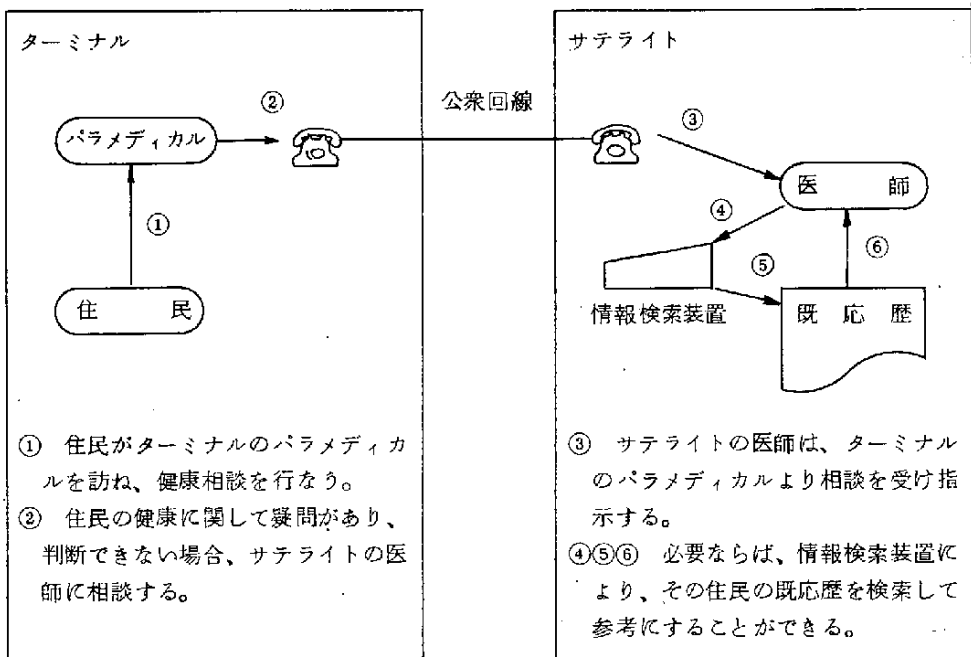 ターミナル
②
パラメディカル
①
住民
公衆回線
サテライト
③
医師
④
⑤
⑥
情報検索装置
既応歴
① 住民がターミナルのパラメディカ
ルを訪ね、健康相談を行なう。
② 住民の健康に関して疑問があり、
判断できない場合、サテライトの医
師に相談する。
③ サテライトの医師は、ターミナル
のパラメディカルより相談を受け指
示する。
④⑤⑥ 必要ならば、情報検索装置に
より、その住民の既応歴を検索して
参考にすることができる。